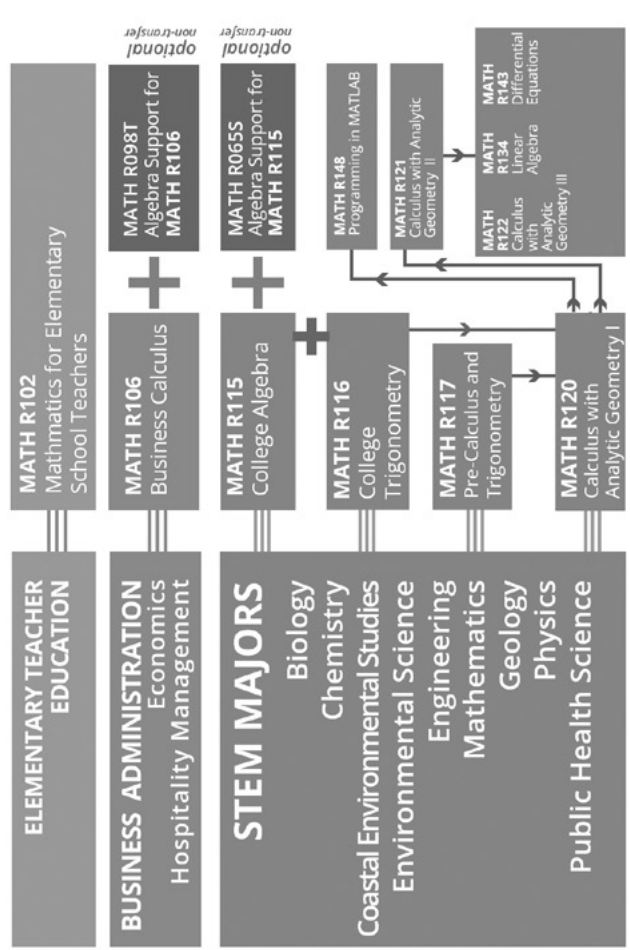 ELEMENTARY TEACHER
EDUCATION
MATH R102
Mathmatics for Elementary
School Teachers
BUSINESS ADMINISTRATION
Economics
Hospitality Management
MATH R106
Business Calculus
+
MATH R098T
Algebra Support for
MATH R106
optional
non-transfer
STEM MAJORS
Biology
Chemistry
Coastal Environmental Studies
Environmental Science
Engineering
Mathematics
Geology
Physics
Public Health Science
MATH R115
College Algebra
+
MATH R065S
Algebra Support for
MATH R115
optional
non-transfer
+
MATH R116
College
Trigonometry
MATH R117
Pre-Calculus and
Trigonometry
MATH R120
Calculus with
Analytic Geometry I
MATH R148
Programming in MATLAB
MATH R121
Calculus with Analytic
Geometry II
MATH
R122
Calculus
with
Analytic
Geometry III
MATH
R134
Linear
Algebra
MATH
R143
Differential
Equations